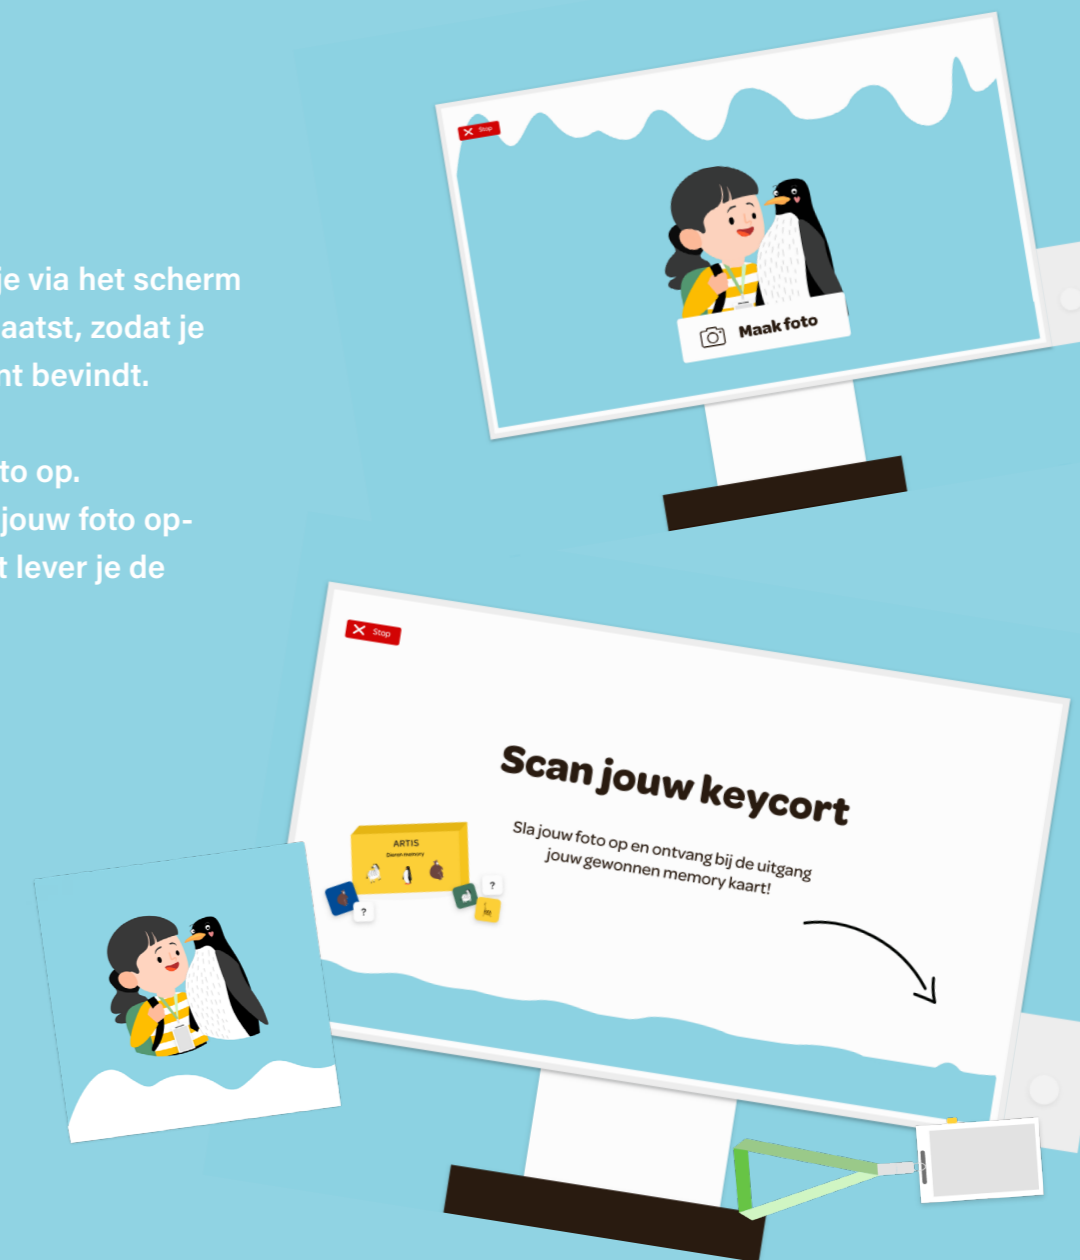 je via het scherm
aatst, zodat je
nt bevindt.
to op.
jouw foto op-
t lever je de
Stop
Maak foto
Stop
Scan jouw keycort
Sla jouw foto op en ontvang bij de uitgang
jouw gewonnen memory kaart!
ARTIS
Dieren memory
?
?